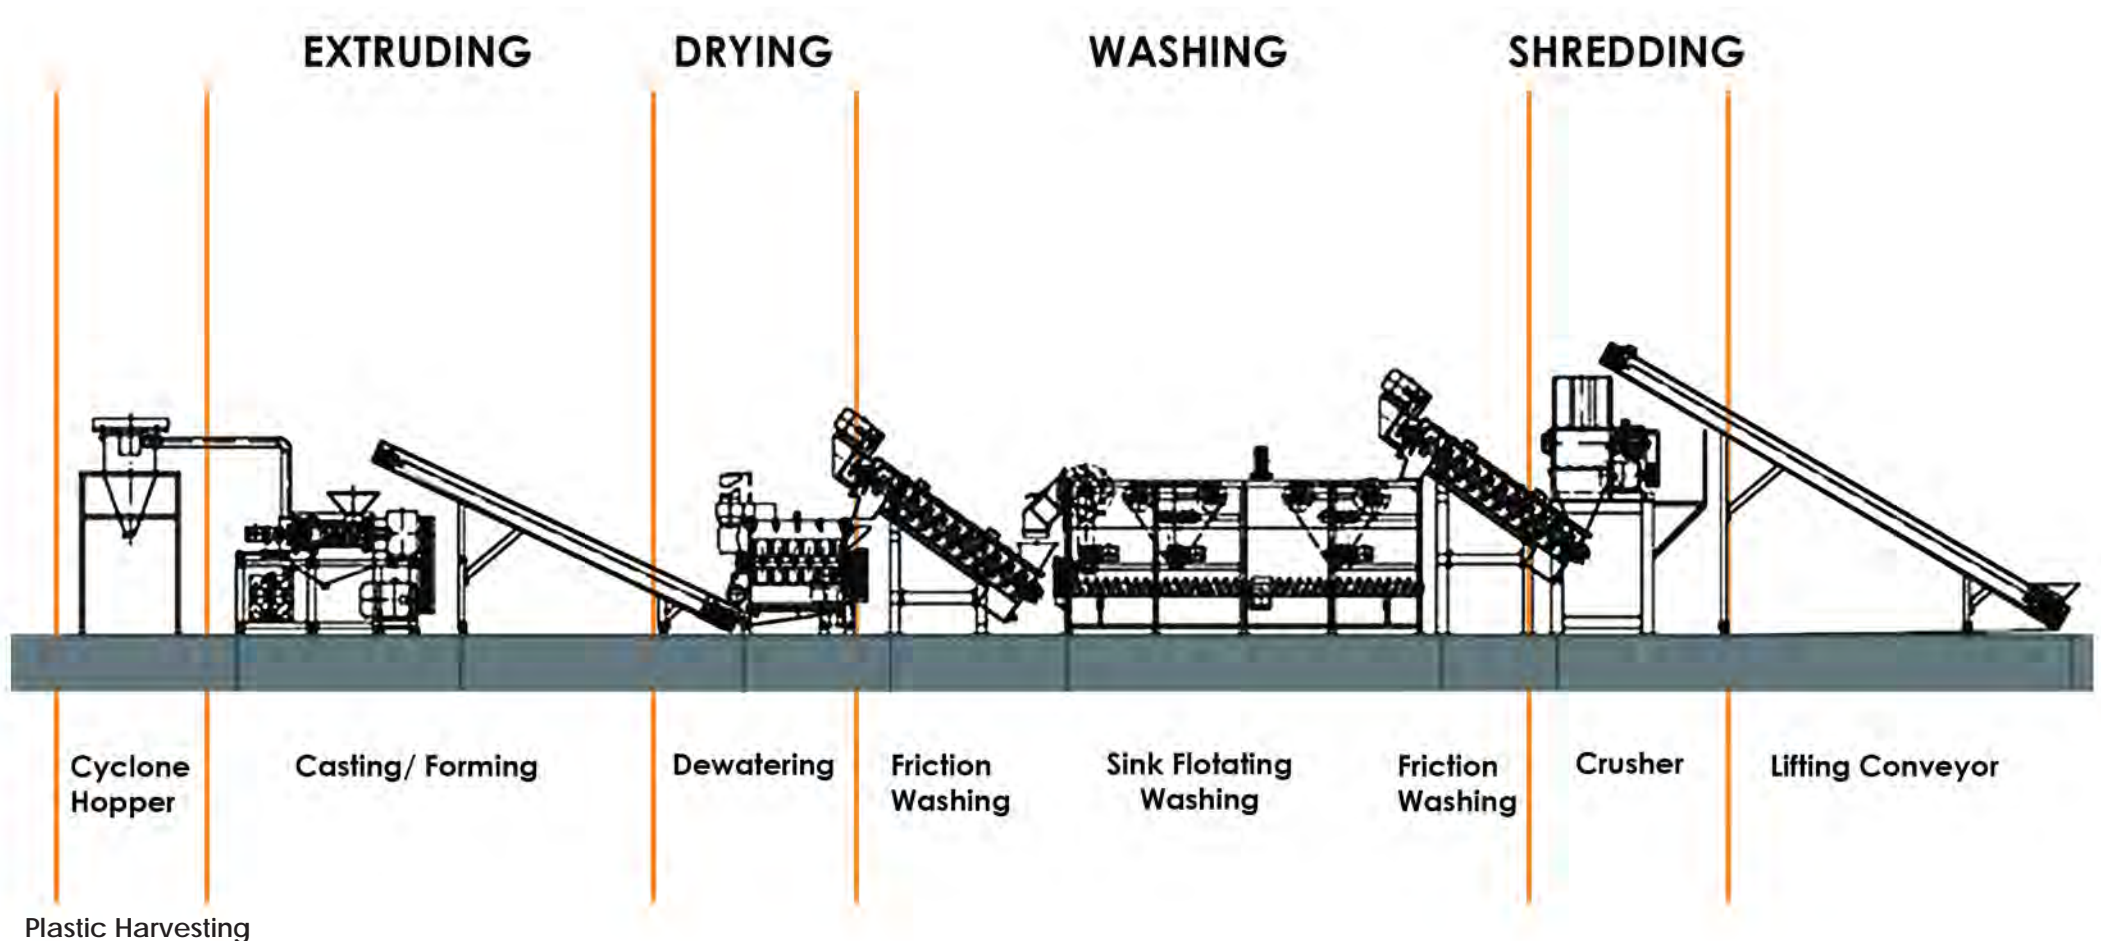 EXTRUDING
DRYING
WASHING
SHREDDING
Cyclone
Hopper
Casting/ Forming
Dewatering
Friction
Washing
Sink Flotating
Washing
Friction
Washing
Crusher
Lifting Conveyor
Plastic Harvesting